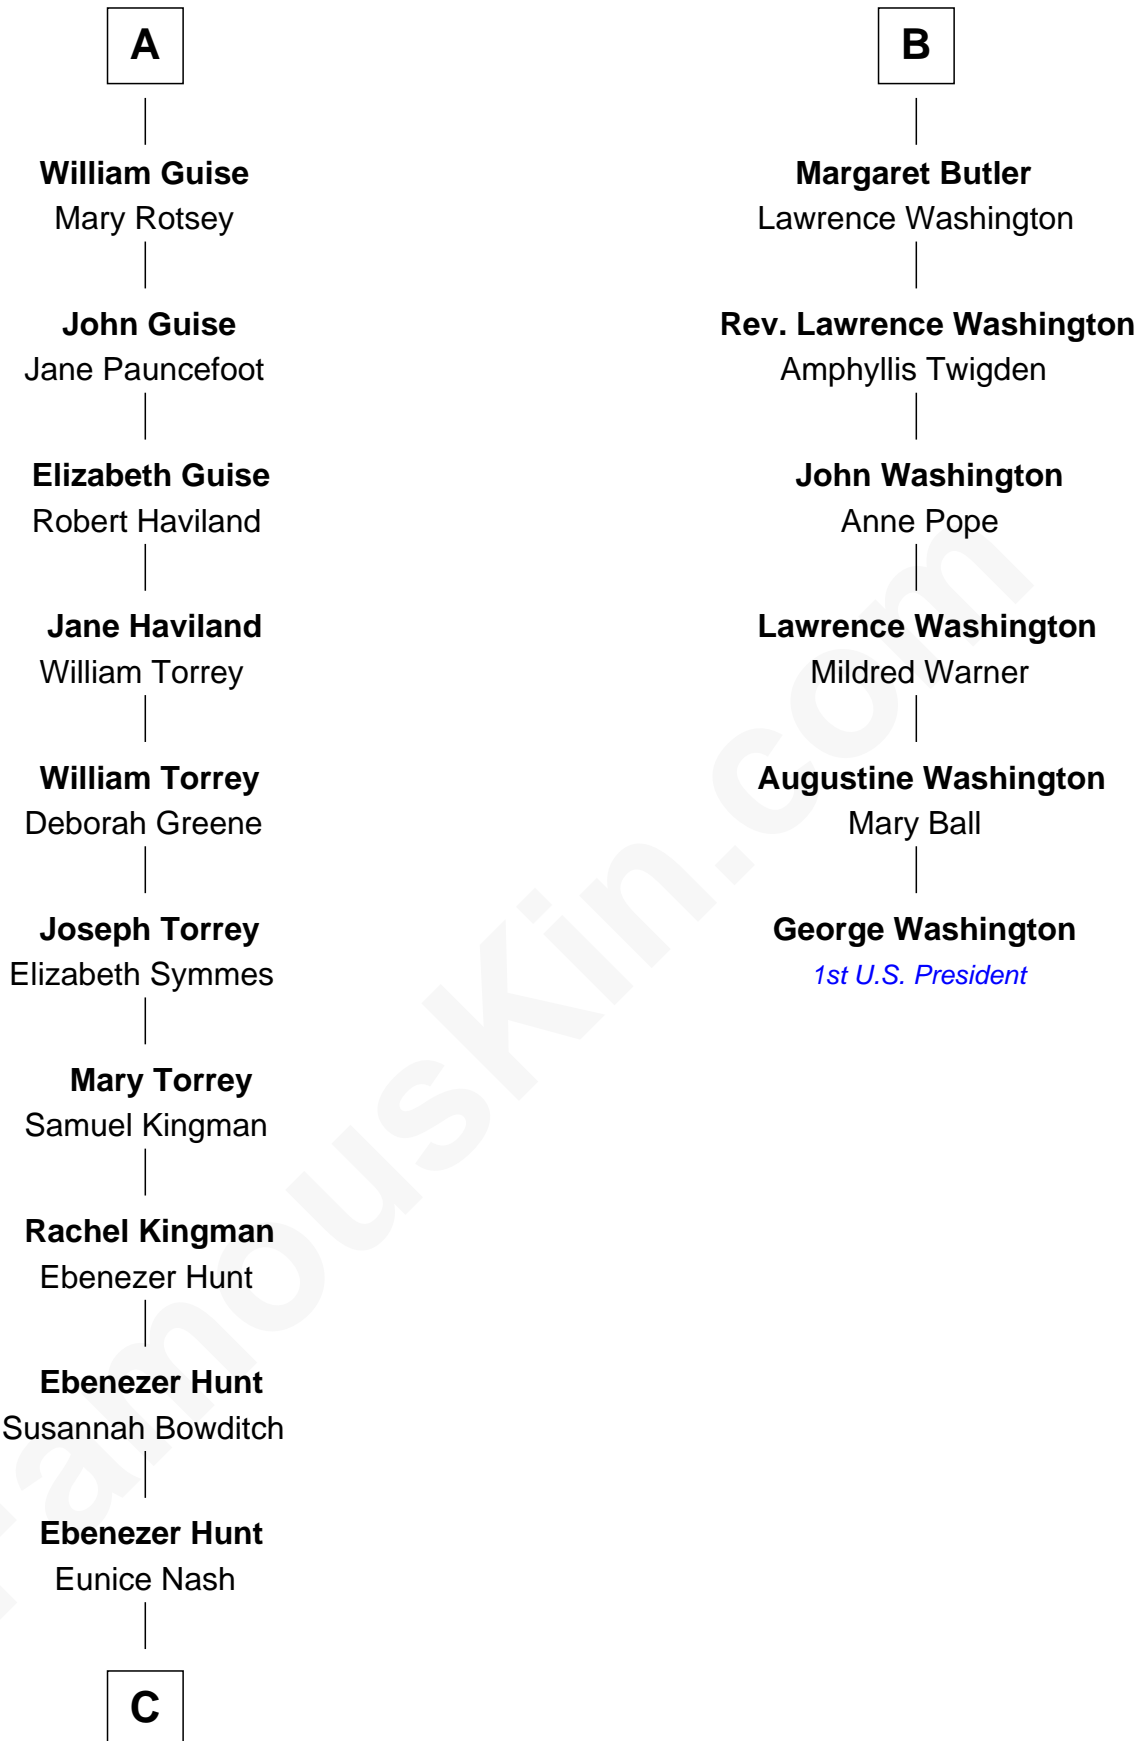 A
William Guise
Mary Rotsey
John Guise
Jane Pauncefoot
Elizabeth Guise
Robert Haviland
Jane Haviland
William Torrey
William Torrey
Deborah Greene
Joseph Torrey
Elizabeth Symmes
Mary Torrey
Samuel Kingman
Rachel Kingman
Ebenezer Hunt
Ebenezer Hunt
Susannah Bowditch
Ebenezer Hunt
Eunice Nash
C
B
Margaret Butler
Lawrence Washington
Rev. Lawrence Washington
Amphyllis Twigden
John Washington
Anne Pope
Lawrence Washington
Mildred Warner
Augustine Washington
Mary Ball
George Washington
1st U.S. President
FamousKin.com